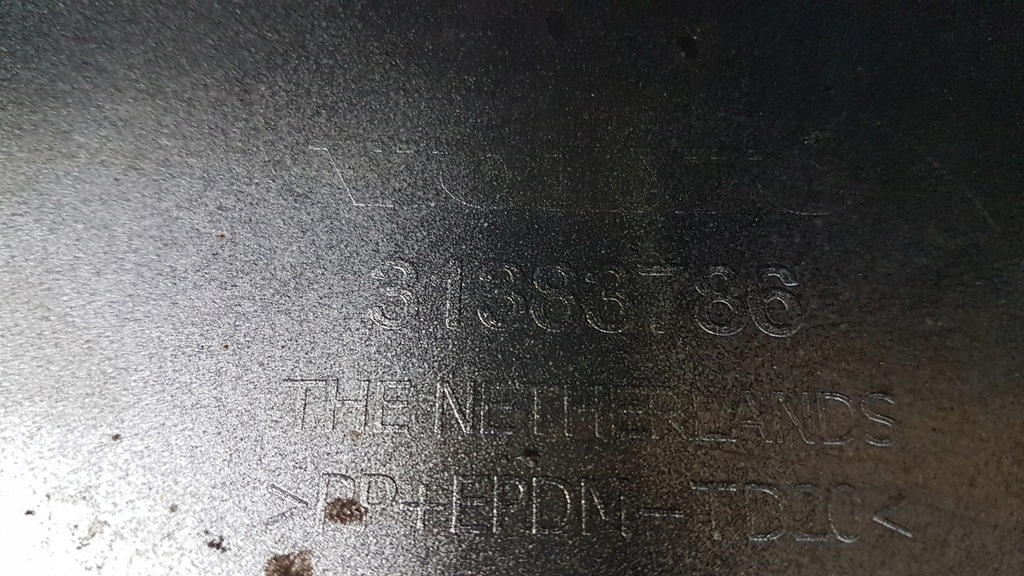 31383786
THE NETHERLANDS
>PP+EPDM-TD20<